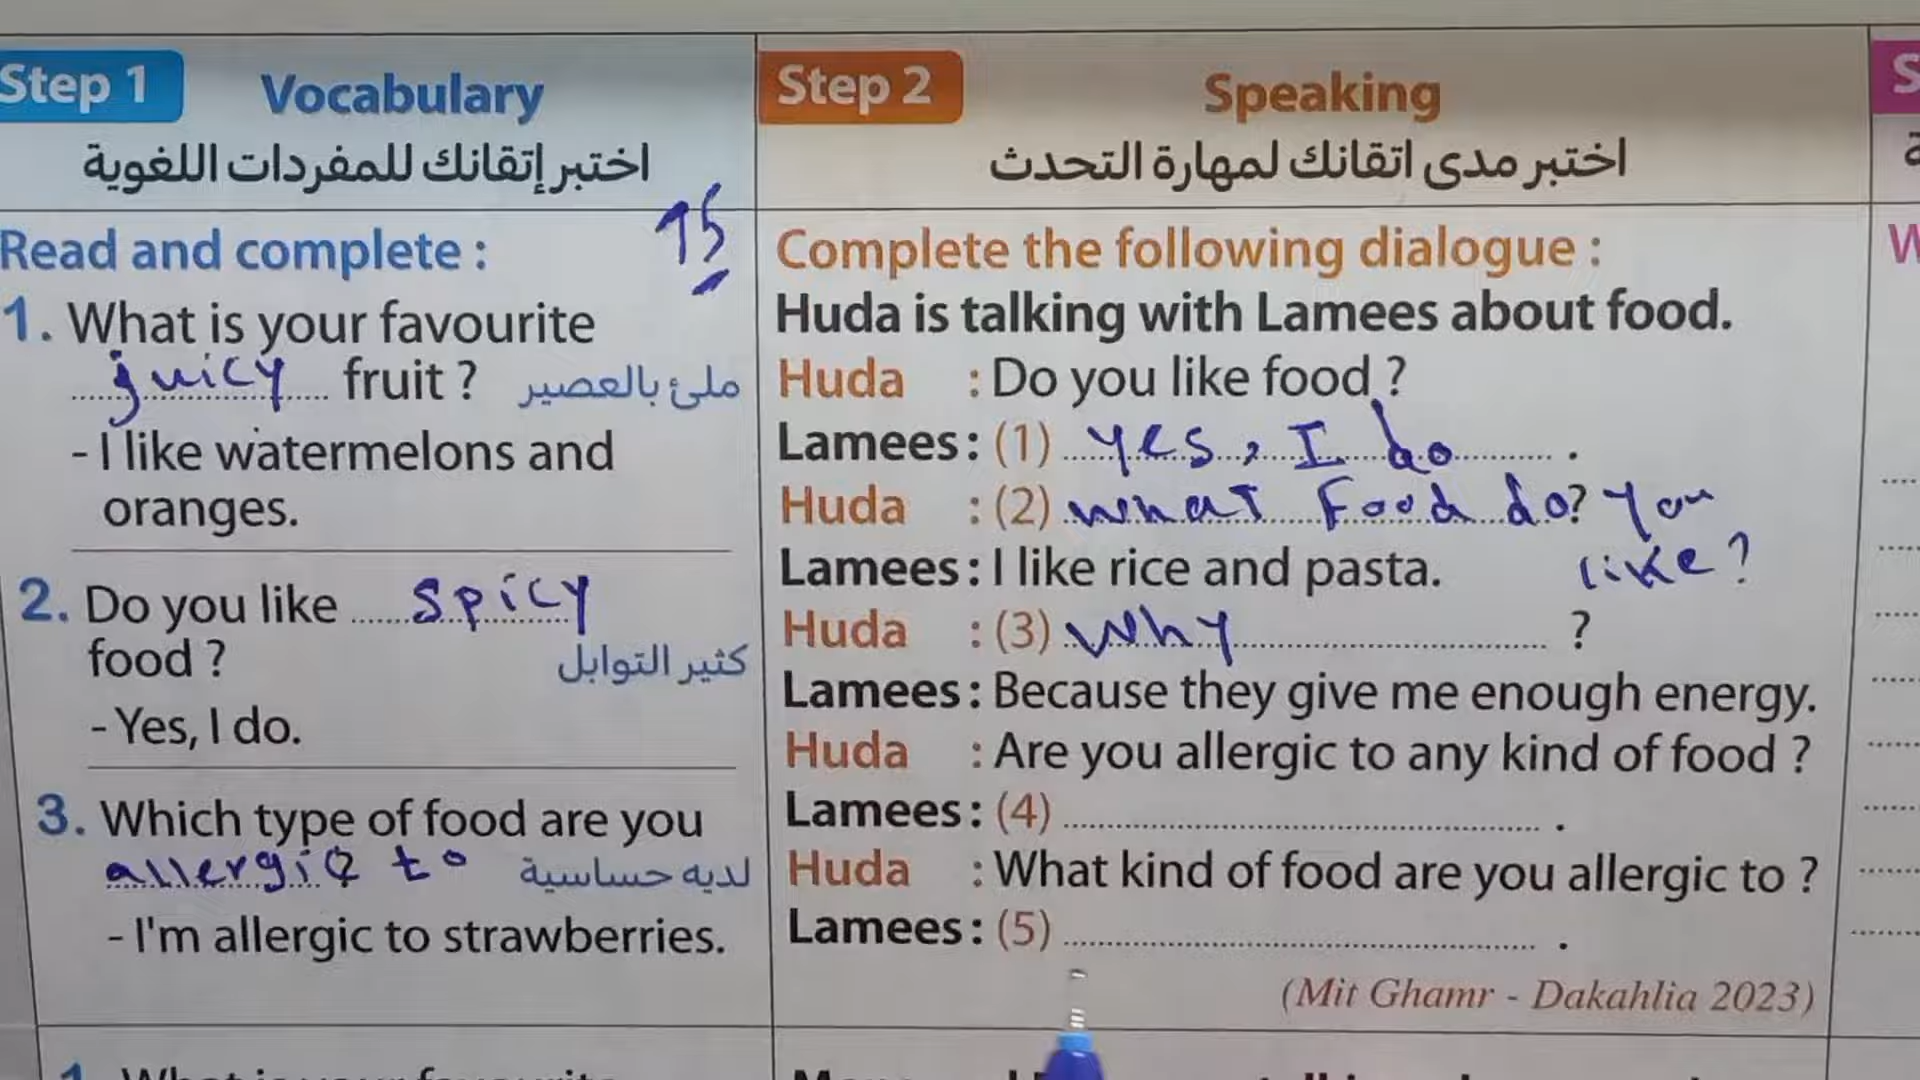 Step 1 Vocabulary
اختبر إتقانك للمفردات اللغوية
15
Read and complete :
1. What is your favourite
juicy fruit ? ملئ بالعصير
- I like watermelons and
oranges.
2. Do you like spicy
food ? كثير التوابل
- Yes, I do.
3. Which type of food are you
allergic to لديه حساسية
- I'm allergic to strawberries.
Step 2 Speaking
اختبر مدى اتقانك لمهارة التحدث
Complete the following dialogue :
Huda is talking with Lamees about food.
Huda : Do you like food ?
Lamees : (1) yes, I do .
Huda : (2) what Food do? you
like?
Lamees : I like rice and pasta.
Huda : (3) Why ?
Lamees : Because they give me enough energy.
Huda : Are you allergic to any kind of food ?
Lamees : (4) .
Huda : What kind of food are you allergic to ?
Lamees : (5) .
(Mit Ghamr - Dakahlia 2023)